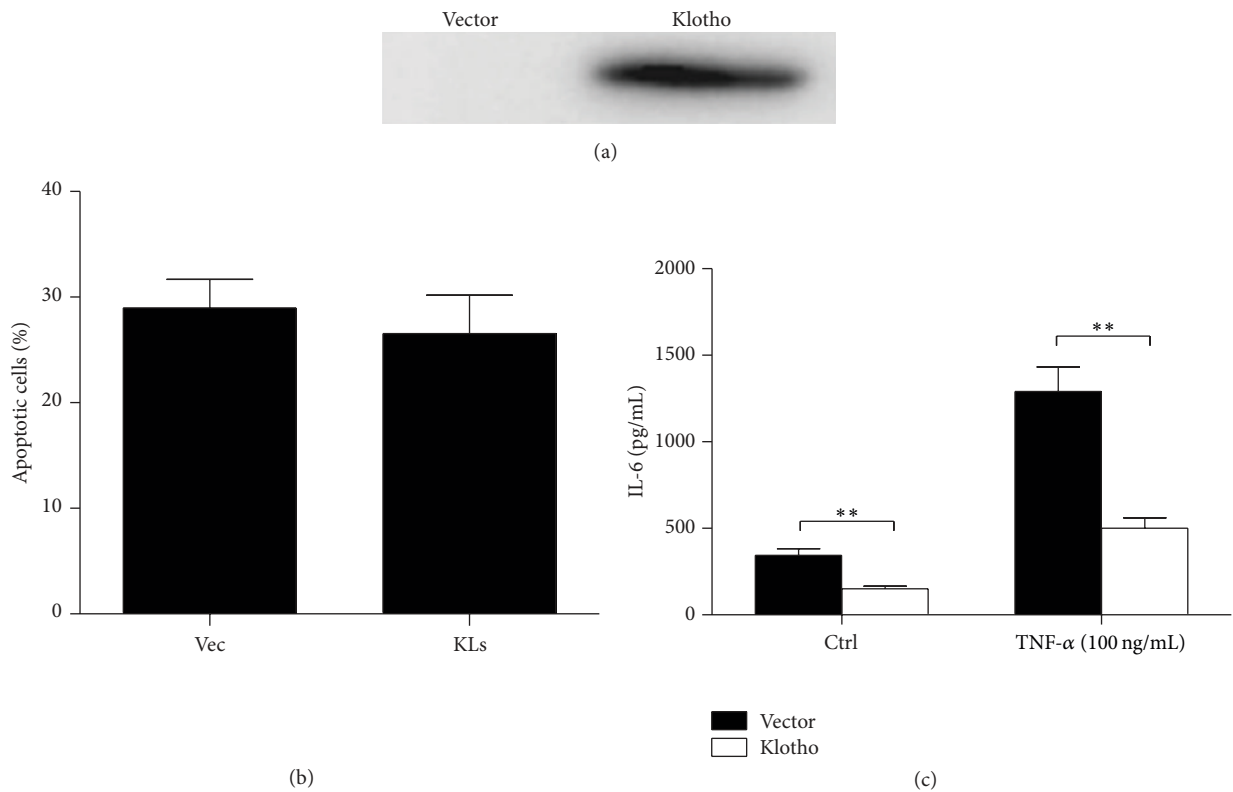 Vector Klotho
(a)
40
30
20
10
0
Apoptotic cells (%)
Vec KLs
(b)
2000
1500
1000
500
0
IL-6 (pg/mL)
**
**
Ctrl TNF-α (100 ng/mL)
Vector
Klotho
(c)